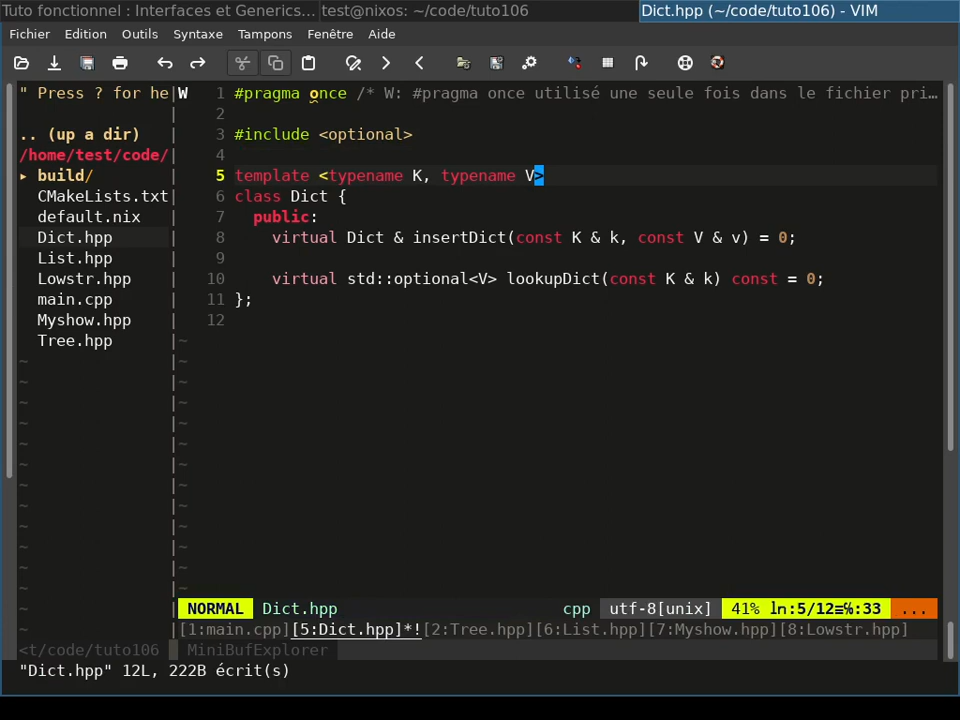 Tuto fonctionnel : Interfaces et Generics... test@nixos: ~/code/tuto106 Dict.hpp (~/code/tuto106) - VIM
Fichier Edition Outils Syntaxe Tampons Fenêtre Aide
" Press ? for he|W 1 #pragma once /* W: #pragma once utilisé une seule fois dans le fichier pri…
2
.. (up a dir) 3 #include <optional>
/home/test/code/ 4
▸ build/ 5 template <typename K, typename V>
CMakeLists.txt 6 class Dict {
default.nix 7 public:
Dict.hpp 8 virtual Dict & insertDict(const K & k, const V & v) = 0;
List.hpp 9
Lowstr.hpp 10 virtual std::optional<V> lookupDict(const K & k) const = 0;
main.cpp 11 };
Myshow.hpp 12
Tree.hpp
NORMAL Dict.hpp cpp utf-8[unix] 41% ln:5/12≡℅:33 ...
[1:main.cpp][5:Dict.hpp]*![2:Tree.hpp][6:List.hpp][7:Myshow.hpp][8:Lowstr.hpp]
<t/code/tuto106 MiniBufExplorer
"Dict.hpp" 12L, 222B écrit(s)